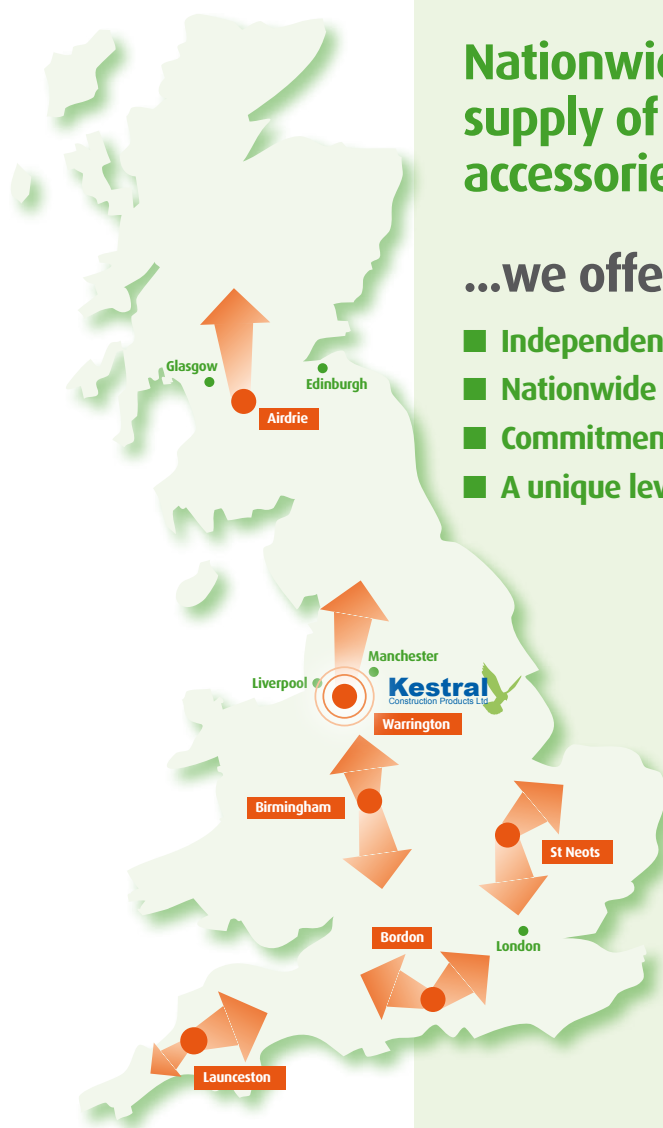 Nationwi
supply of
accessorie
...we offe
Independen
Nationwide
Commitmen
A unique lev
Glasgow
Edinburgh
Airdrie
Manchester
Liverpool
Kestral
Construction Products Ltd
Warrington
Birmingham
St Neots
Bordon
London
Launceston